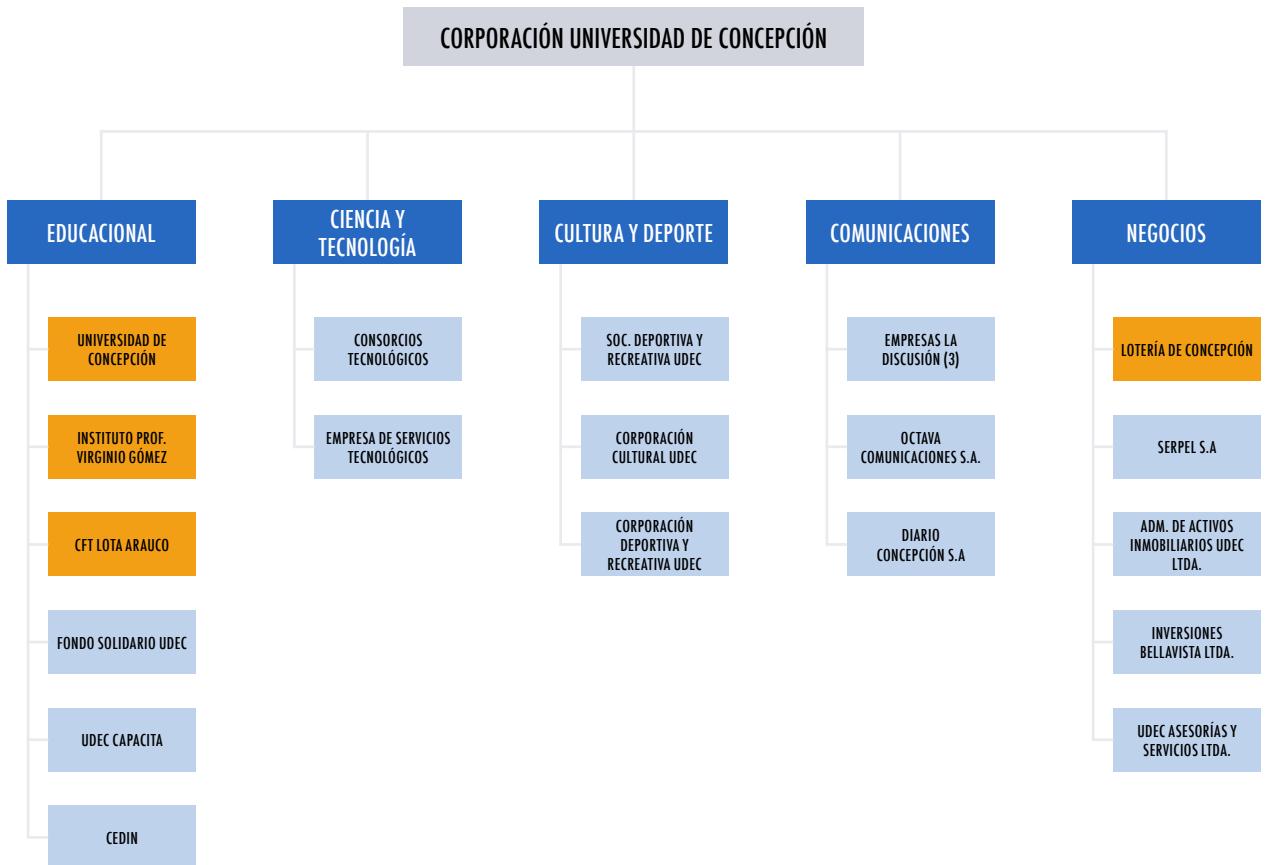 CORPORACIÓN UNIVERSIDAD DE CONCEPCIÓN
EDUCACIONAL
UNIVERSIDAD DE
CONCEPCIÓN
INSTITUTO PROF.
VIRGINIO GÓMEZ
CFT LOTA ARAUCO
FONDO SOLIDARIO UDEC
UDEC CAPACITA
CEDIN
CIENCIA Y
TECNOLOGÍA
CONSORCIOS
TECNOLÓGICOS
EMPRESA DE SERVICIOS
TECNOLÓGICOS
CULTURA Y DEPORTE
SOC. DEPORTIVA Y
RECREATIVA UDEC
CORPORACIÓN
CULTURAL UDEC
CORPORACIÓN
DEPORTIVA Y
RECREATIVA UDEC
COMUNICACIONES
EMPRESAS LA
DISCUSIÓN (3)
OCTAVA
COMUNICACIONES S.A.
DIARIO
CONCEPCIÓN S.A
NEGOCIOS
LOTERÍA DE CONCEPCIÓN
SERPEL S.A
ADM. DE ACTIVOS
INMOBILIARIOS UDEC
LTDA.
INVERSIONES
BELLAVISTA LTDA.
UDEC ASESORÍAS Y
SERVICIOS LTDA.